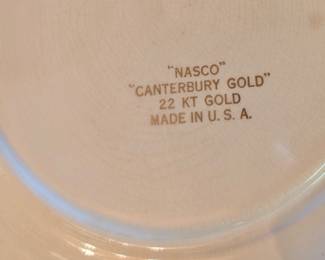 "NASCO"
"CANTERBURY GOLD"
22 KT GOLD
MADE IN U. S. A.